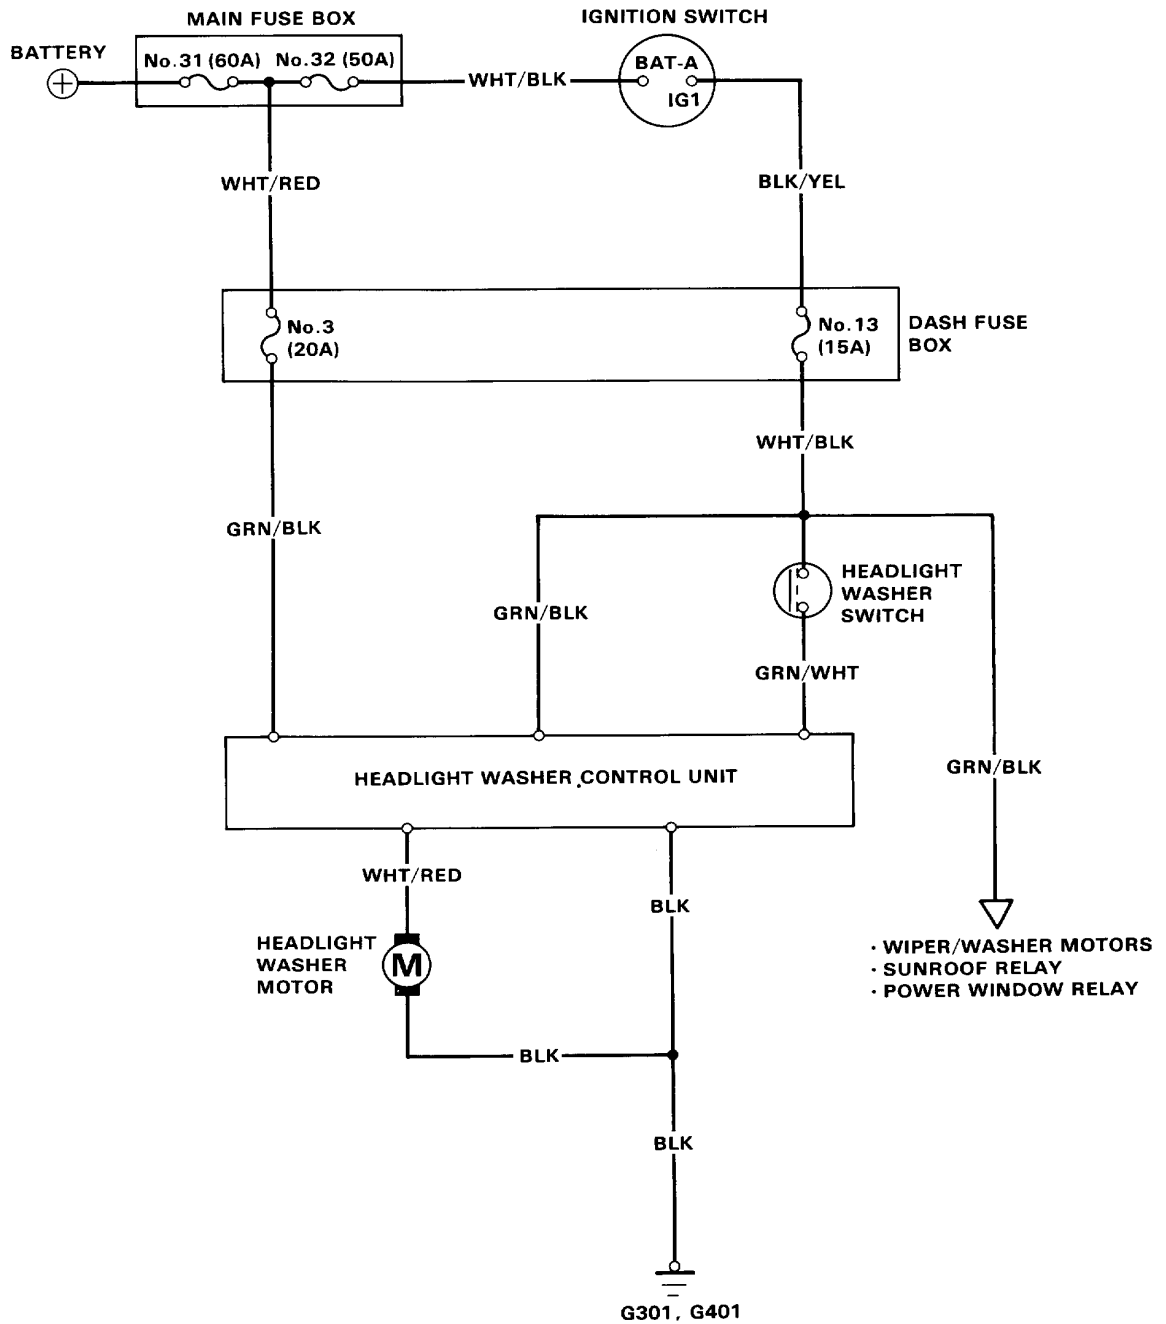 MAIN FUSE BOX
IGNITION SWITCH
BATTERY
No.31 (60A) No.32 (50A)
BAT-A
WHT/BLK
IG1
WHT/RED
BLK/YEL
No.3
(20A)
No.13
(15A)
DASH FUSE
BOX
WHT/BLK
GRN/BLK
HEADLIGHT
WASHER
SWITCH
GRN/BLK
GRN/WHT
GRN/BLK
HEADLIGHT WASHER CONTROL UNIT
WHT/RED
BLK
HEADLIGHT
WASHER
MOTOR
M
· WIPER/WASHER MOTORS
· SUNROOF RELAY
· POWER WINDOW RELAY
BLK
BLK
G301, G401